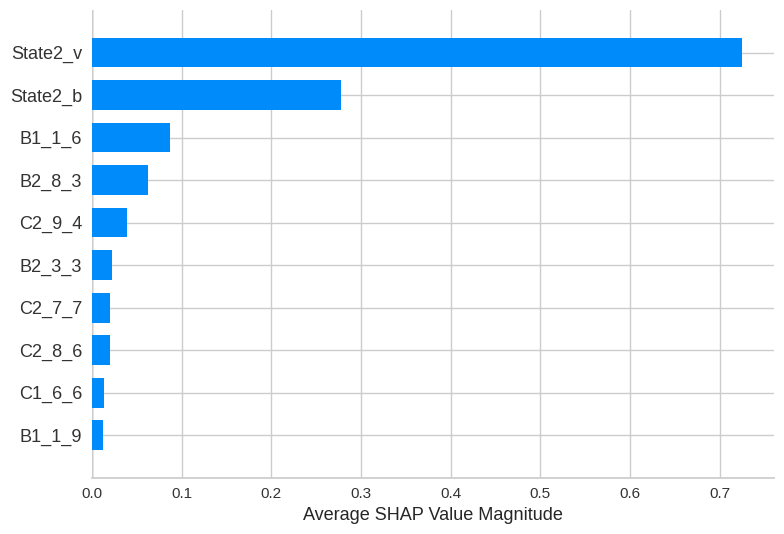 State2_v
State2_b
B1_1_6
B2_8_3
C2_9_4
B2_3_3
C2_7_7
C2_8_6
C1_6_6
B1_1_9
0.0 0.1 0.2 0.3 0.4 0.5 0.6 0.7
Average SHAP Value Magnitude